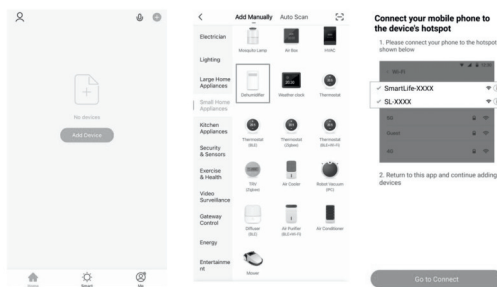 No devices
Add Device
Home
Smart
Me
Add Manually
Auto Scan
Electrician
Lighting
Large Home
Appliances
Small Home
Appliances
Kitchen
Appliances
Security
& Sensors
Exercise
& Health
Video
Surveillance
Gateway
Control
Energy
Entertainme
nt
Mosquito Lamp
Air Box
HVAC
Dehumidifier
Weather clock
Thermostat
Thermostat
(BLE)
Thermostat
(Zigbee)
Thermostat
(BLE+Wi-Fi)
TRV
(Zigbee)
Air Cooler
Robot Vacuum
Diffuser
(BLE)
Air Purifier
(BLE+Wi-Fi)
Air Conditioner
Mower
Connect your mobile phone to
the device's hotspot
1. Please connect your phone to the hotspot
shown below
Wi-Fi
SmartLife-XXXX
SL-XXXX
Guest
2. Return to this app and continue adding
devices
Go to Connect